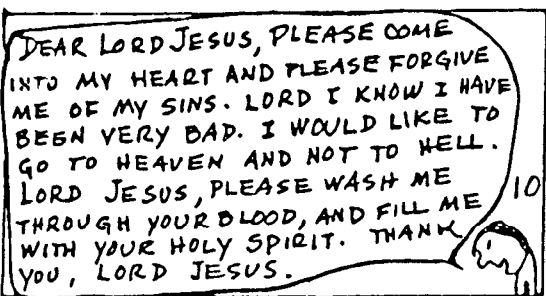 DEAR LORD JESUS, PLEASE COME
INTO MY HEART AND PLEASE FORGIVE
ME OF MY SINS. LORD I KNOW I HAVE
BEEN VERY BAD. I WOULD LIKE TO
GO TO HEAVEN AND NOT TO HELL.
LORD JESUS, PLEASE WASH ME
THROUGH YOUR BLOOD, AND FILL ME
WITH YOUR HOLY SPIRIT. THANK
YOU, LORD JESUS.
10